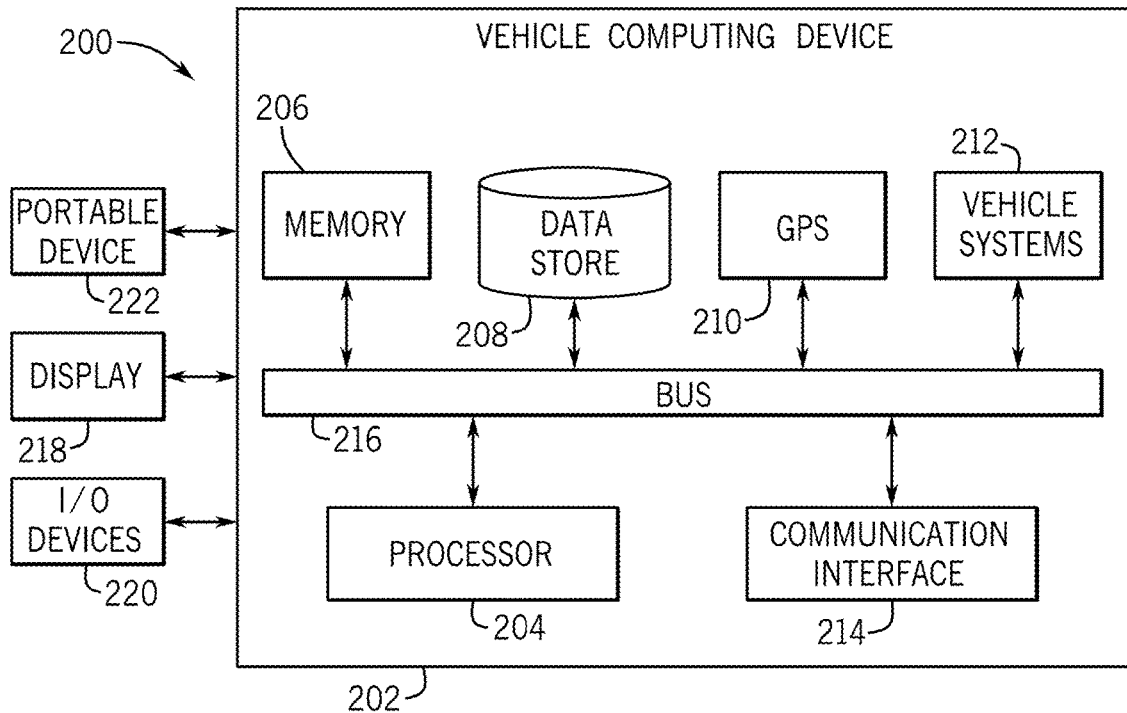 200
VEHICLE COMPUTING DEVICE
206
212
PORTABLE
DEVICE
222
MEMORY
DATA
STORE
208
GPS
210
VEHICLE
SYSTEMS
DISPLAY
218
BUS
216
I/O
DEVICES
220
PROCESSOR
204
COMMUNICATION
INTERFACE
214
202